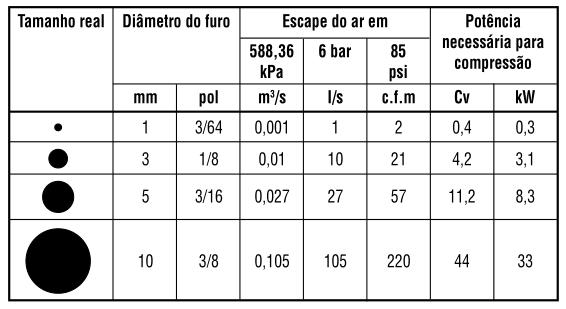 Tamanho real Diâmetro do furo Escape do ar em Potência necessária para compressão
588,36 kPa 6 bar 85 psi
mm pol m³/s l/s c.f.m Cv kW
1 3/64 0,001 1 2 0,4 0,3
3 1/8 0,01 10 21 4,2 3,1
5 3/16 0,027 27 57 11,2 8,3
10 3/8 0,105 105 220 44 33